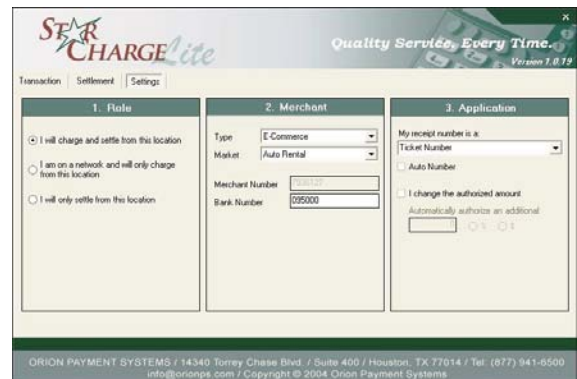 STAR
CHARGE Lite
Quality Service, Every Time.
Version 1.0.19
Transaction Settlement Settings
1. Role
I will charge and settle from this location
I am on a network and will only charge
from this location
I will only settle from this location
2. Merchant
Type E-Commerce
Market Auto Rental
Merchant Number
Bank Number 095000
3. Application
My receipt number is a:
Ticket Number
Auto Number
I change the authorized amount
Automatically authorize an additional
0 % $
ORION PAYMENT SYSTEMS / 14340 Torrey Chase Blvd. / Suite 400 / Houston, TX 77014 / Tel: (877) 941-6500
info@orionps.com / Copyright © 2004 Orion Payment Systems